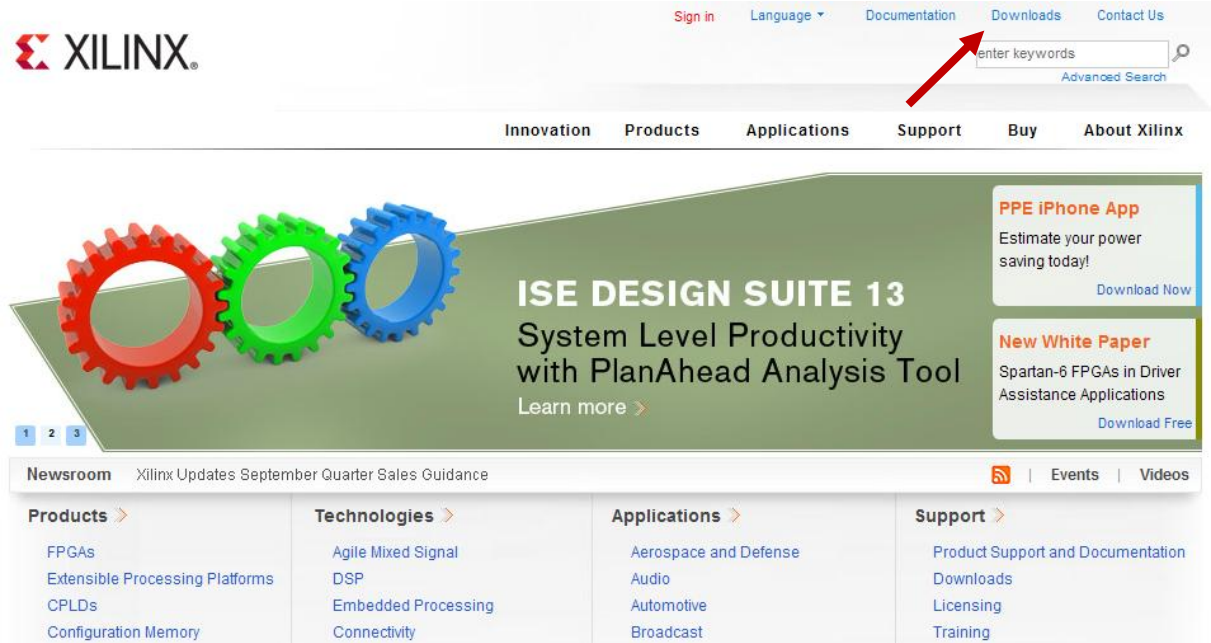 Sign in Language Documentation Downloads Contact Us
XILINX®
enter keywords
Advanced Search
Innovation Products Applications Support Buy About Xilinx
PPE iPhone App
Estimate your power
saving today!
Download Now
ISE DESIGN SUITE 13
System Level Productivity
with PlanAhead Analysis Tool
Learn more
New White Paper
Spartan-6 FPGAs in Driver
Assistance Applications
Download Free
1 2 3
Newsroom Xilinx Updates September Quarter Sales Guidance | Events | Videos
Products Technologies Applications Support
FPGAs Agile Mixed Signal Aerospace and Defense Product Support and Documentation
Extensible Processing Platforms DSP Audio Downloads
CPLDs Embedded Processing Automotive Licensing
Configuration Memory Connectivity Broadcast Training